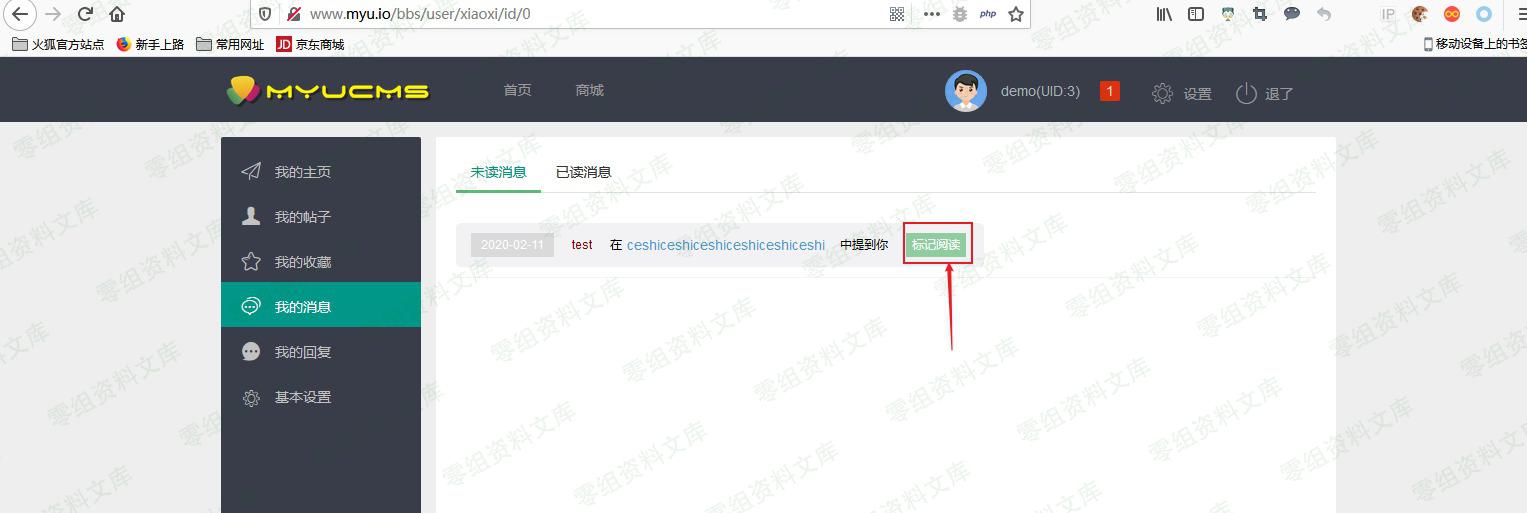 www.myu.io/bbs/user/xiaoxi/id/0
php
IP
火狐官方站点 新手上路 常用网址 JD 京东商城 移动设备上的书签
MYUCMS 首页 商城 demo(UID:3) 1 设置 退了
我的主页
我的帖子
我的收藏
我的消息
我的回复
基本设置
未读消息 已读消息
2020-02-11 test 在 ceshiceshiceshiceshiceshiceshi 中提到你 标记阅读
零组资料文库